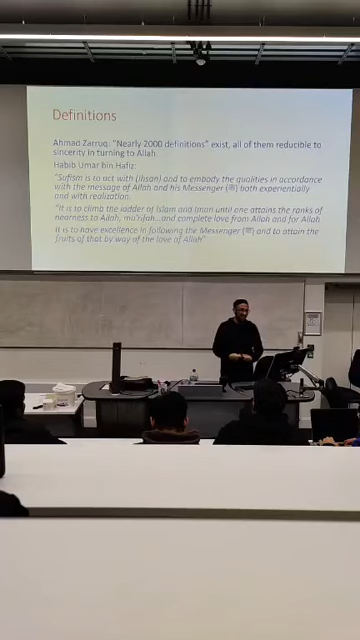 Definitions
Ahmad Zarruq: "Nearly 2000 definitions" exist, all of them reducible to
sincerity in turning to Allah.
Habib Umar bin Hafiz:
"Sufism is to act with (Ihsan) and to embody the qualities in accordance
with the message of Allah and his Messenger (ﷺ) both experientially
and with realization.
"It is to climb the ladder of Islam and Iman until one attains the ranks of
nearness to Allah, ma'rifah...and complete love from Allah and for Allah
It is to have excellence in following the Messenger (ﷺ) and to attain the
fruits of that by way of the love of Allah"